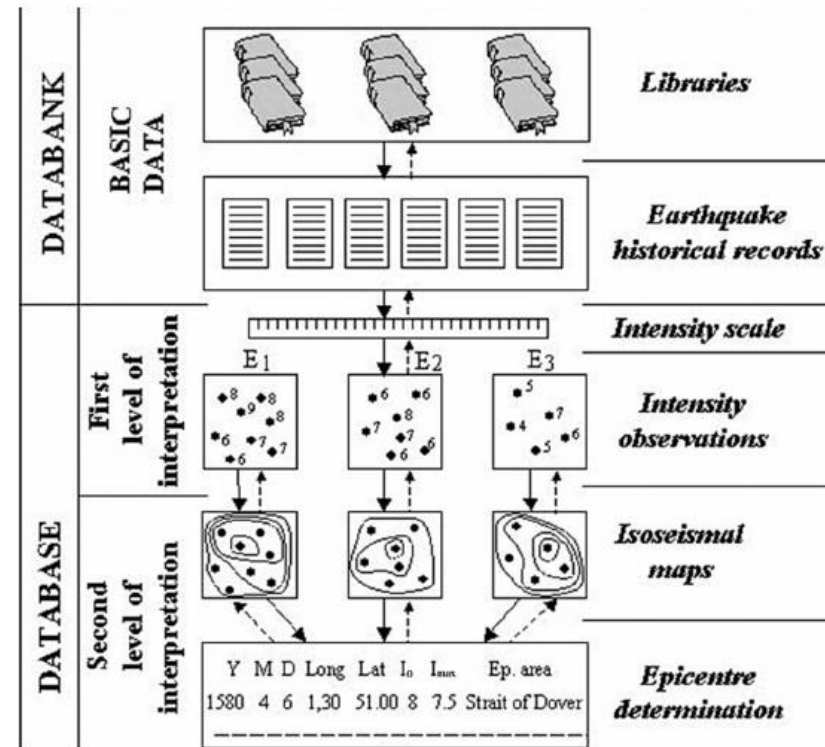 DATABANK
BASIC
DATA
Libraries
Earthquake
historical records
DATABASE
First
level of
interpretation
Intensity scale
E1 E2 E3
8 8 9 8 6 7 7 6
6 6 8 7 7 6 6
5 7 4 6 5
Intensity
observations
Second
level of
interpretation
Isoseismal
maps
Y M D Long Lat Io Imax Ep. area
1580 4 6 1,30 51.00 8 7.5 Strait of Dover
Epicentre
determination